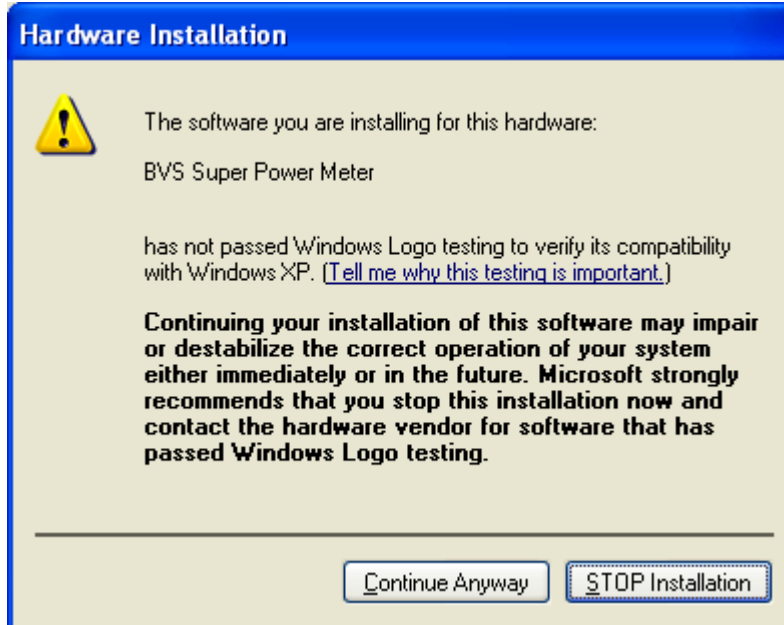 Hardware Installation
The software you are installing for this hardware:
BVS Super Power Meter
has not passed Windows Logo testing to verify its compatibility
with Windows XP. (Tell me why this testing is important.)
Continuing your installation of this software may impair
or destabilize the correct operation of your system
either immediately or in the future. Microsoft strongly
recommends that you stop this installation now and
contact the hardware vendor for software that has
passed Windows Logo testing.
Continue Anyway STOP Installation